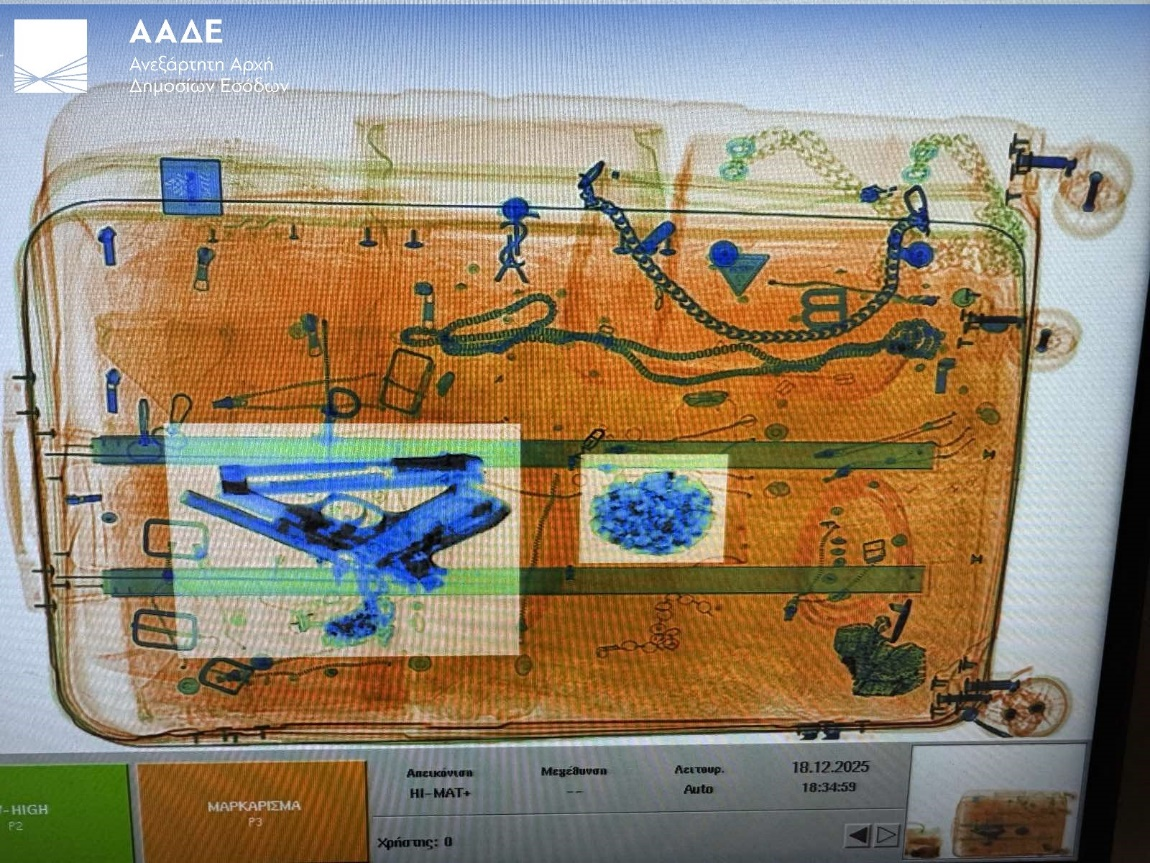 ΑΑΔΕ
Ανεξάρτητη Αρχή
Δημοσίων Εσόδων
-HIGH
P2
ΜΑΡΚΑΡΙΣΜΑ
P3
Απεικόνιση
HI-MAT+
Μεγέθυνση
--
Λειτουρ.
Auto
18.12.2025
18:34:59
Χρήστης: 0